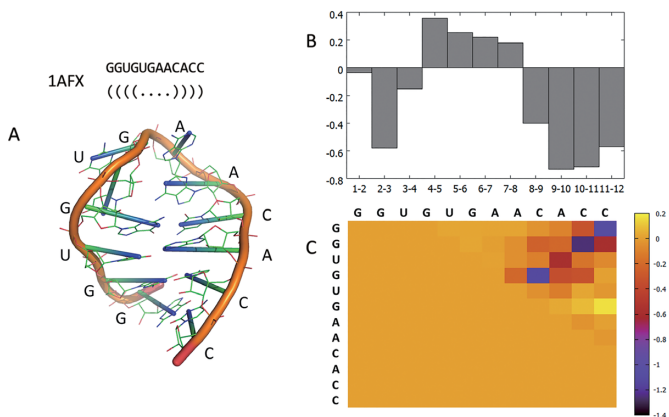 GGUGUGAACACC
1AFX
((((....))))
A
G
A
U
A
G
C
U
A
G
C
G
C
B
0.4
0.2
0
-0.2
-0.4
-0.6
-0.8
1-2 2-3 3-4 4-5 5-6 6-7 7-8 8-9 9-10 10-11 11-12
G G U G U G A A C A C C
C
G
G
U
G
U
G
A
A
C
A
C
C
0.2
0
-0.2
-0.4
-0.6
-0.8
-1
-1.2
-1.4